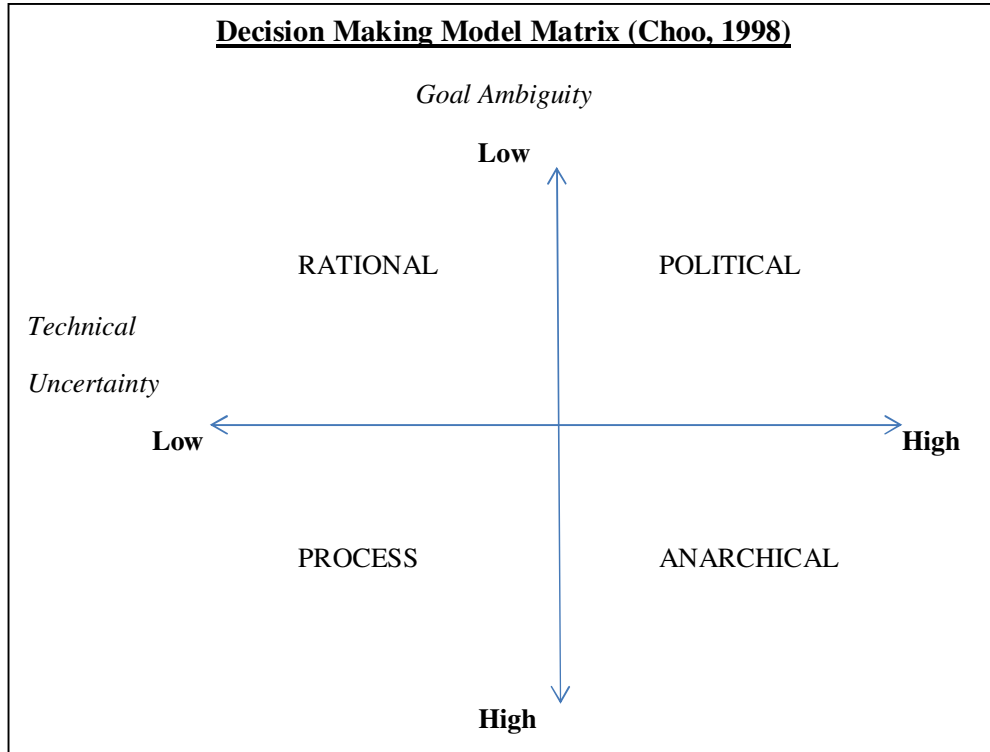 Decision Making Model Matrix (Choo, 1998)
Goal Ambiguity
Low
RATIONAL POLITICAL
Technical
Uncertainty
Low High
PROCESS ANARCHICAL
High